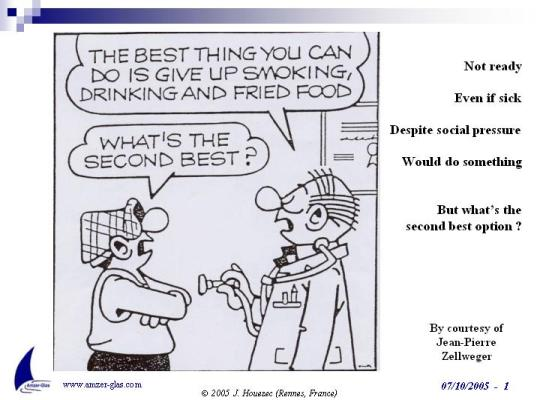 THE BEST THING YOU CAN
DO IS GIVE UP SMOKING,
DRINKING AND FRIED FOOD
WHAT'S THE
SECOND BEST?
Not ready
Even if sick
Despite social pressure
Would do something
But what's the
second best option ?
By courtesy of
Jean-Pierre
Zellweger
Amzer-Glas
www.amzer-glas.com
© 2005 J. Houezec (Rennes, France)
07/10/2005 - 1